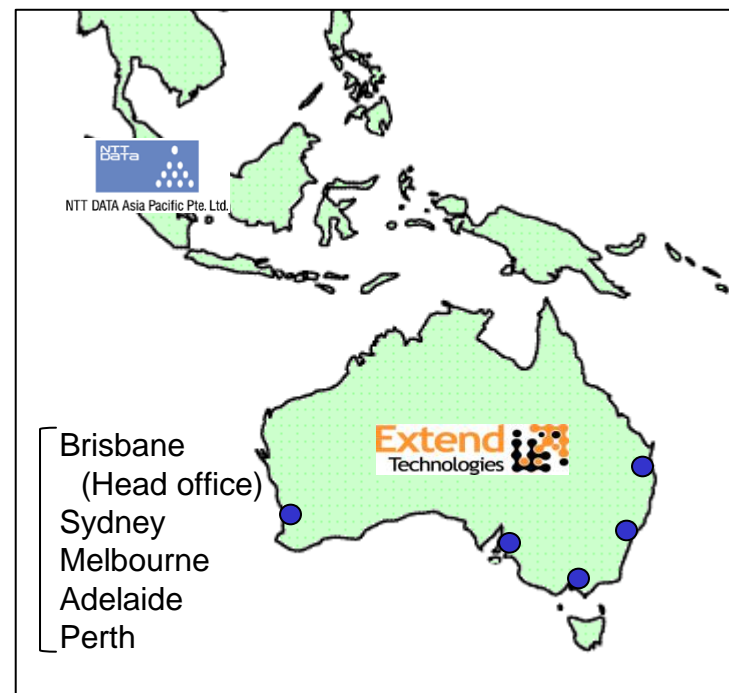 NTT
DATA
NTT DATA Asia Pacific Pte. Ltd.
Extend
Technologies
Brisbane
(Head office)
Sydney
Melbourne
Adelaide
Perth